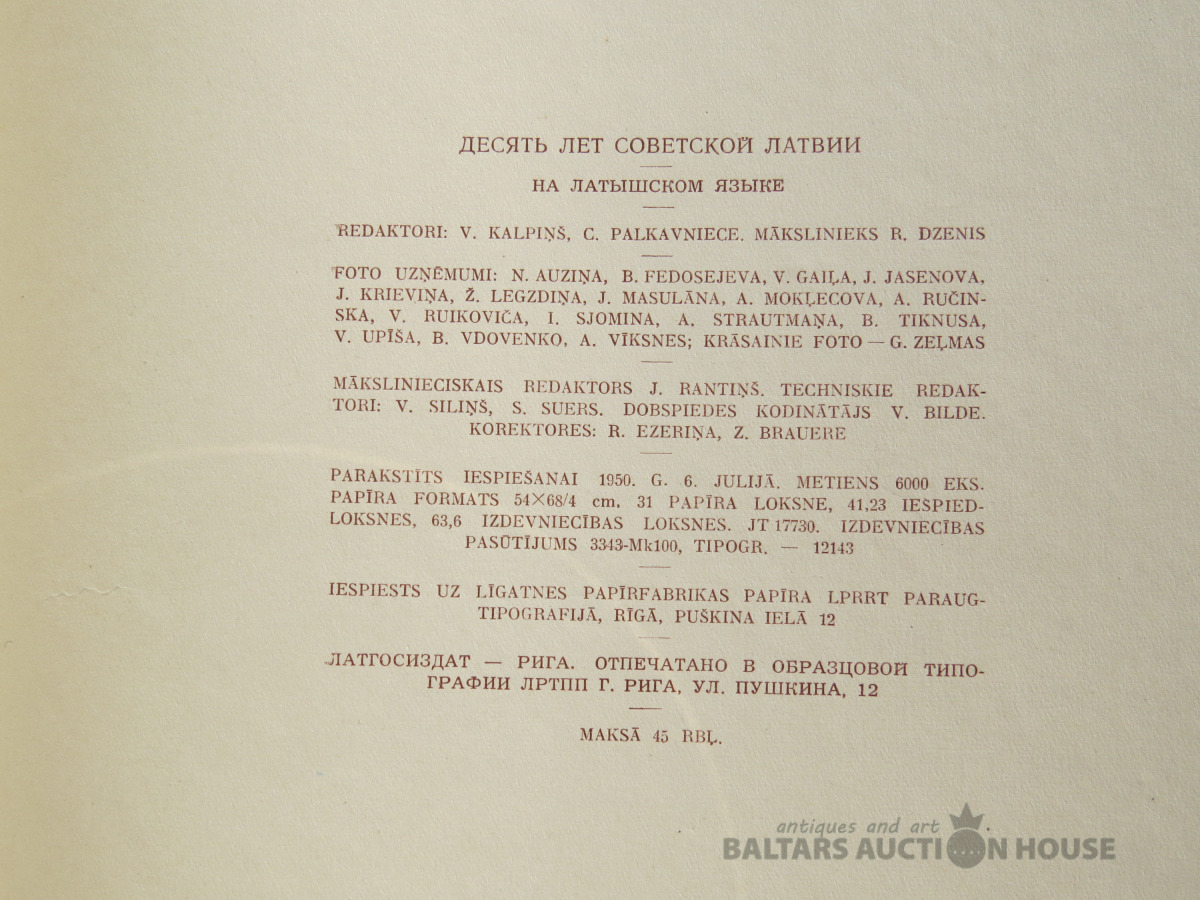 ДЕСЯТЬ ЛЕТ СОВЕТСКОЙ ЛАТВИИ
НА ЛАТЫШСКОМ ЯЗЫКЕ
REDAKTORI: V. KALPIŅŠ, C. PALKAVNIECE. MĀKSLINIEKS R. DZENIS
FOTO UZŅĒMUMI: N. AUZIŅA, B. FEDOSEJEVA, V. GAIĻA, J. JASENOVA,
J. KRIEVIŅA, Ž. LEGZDIŅA, J. MASULĀNA, A. MOKĻECOVA, A. RUČIN-
SKA, V. RUIKOVIČA, I. SJOMINA, A. STRAUTMAŅA, B. TIKNUSA,
V. UPĪŠA, B. VDOVENKO, A. VĪKSNES; KRĀSAINIE FOTO — G. ZEĻMAS
MĀKSLINIECISKAIS REDAKTORS J. RANTIŅŠ. TECHNISKIE REDAK-
TORI: V. SILIŅŠ, S. SUERS. DOBSPIEDES KODINĀTĀJS V. BILDE.
KOREKTORES: R. EZERIŅA, Z. BRAUERE
PARAKSTĪTS IESPIEŠANAI 1950. G. 6. JULIJĀ. METIENS 6000 EKS.
PAPĪRA FORMATS 54×68/4 cm. 31 PAPĪRA LOKSNE, 41,23 IESPIED-
LOKSNES, 63,6 IZDEVNIECĪBAS LOKSNES. JT 17730. IZDEVNIECĪBAS
PASŪTĪJUMS 3343-Mk100, TIPOGR. — 12143
IESPIESTS UZ LĪGATNES PAPĪRFABRIKAS PAPĪRA LPRRT PARAUG-
TIPOGRAFIJĀ, RĪGĀ, PUŠKINA IELĀ 12
ЛАТГОСИЗДАТ — РИГА. ОТПЕЧАТАНО В ОБРАЗЦОВОЙ ТИПО-
ГРАФИИ ЛРТПП Г. РИГА, УЛ. ПУШКИНА, 12
MAKSĀ 45 RBĻ.
antiques and art
BALTARS AUCTION HOUSE